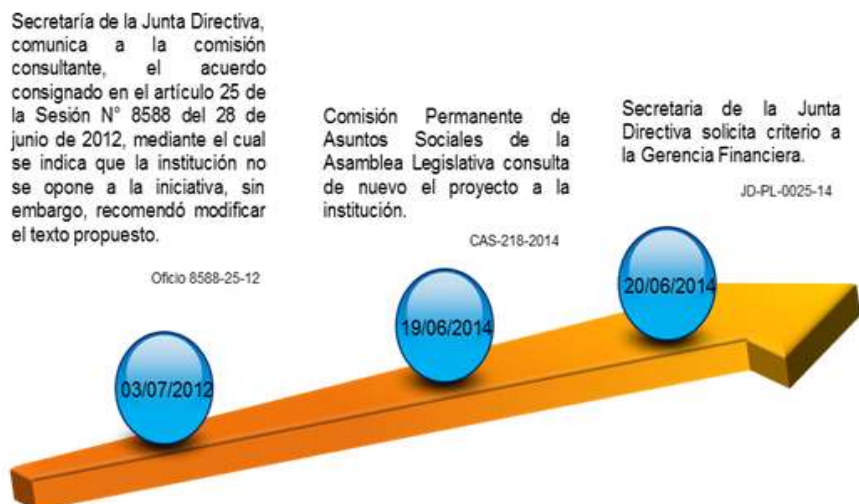 Secretaría de la Junta Directiva,
comunica a la comisión
consultante, el acuerdo
consignado en el artículo 25 de
la Sesión N° 8588 del 28 de
junio de 2012, mediante el cual
se indica que la institución no
se opone a la iniciativa, sin
embargo, recomendó modificar
el texto propuesto.
Oficio 8588-25-12
03/07/2012
Comisión Permanente de
Asuntos Sociales de la
Asamblea Legislativa consulta
de nuevo el proyecto a la
institución.
CAS-218-2014
19/06/2014
Secretaria de la Junta
Directiva solicita criterio a
la Gerencia Financiera.
JD-PL-0025-14
20/06/2014